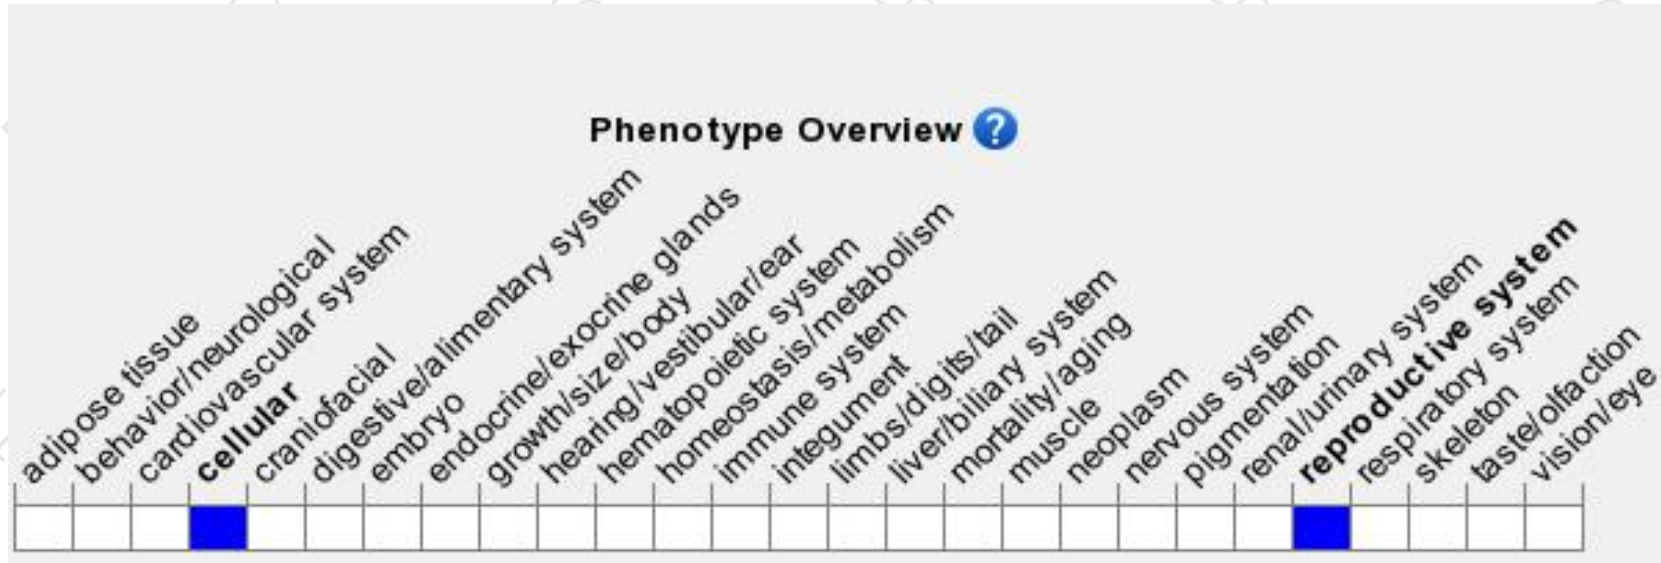 Phenotype Overview ?
adipose tissue
behavior/neurological
cardiovascular system
cellular
craniofacial
digestive/alimentary system
embryo
endocrine/exocrine glands
growth/size/body
hearing/vestibular/ear
hematopoietic system
homeostasis/metabolism
immune system
integument
limbs/digits/tail
liver/biliary system
mortality/aging
muscle
neoplasm
nervous system
pigmentation
renal/urinary system
reproductive system
respiratory system
skeleton
taste/olfaction
vision/eye